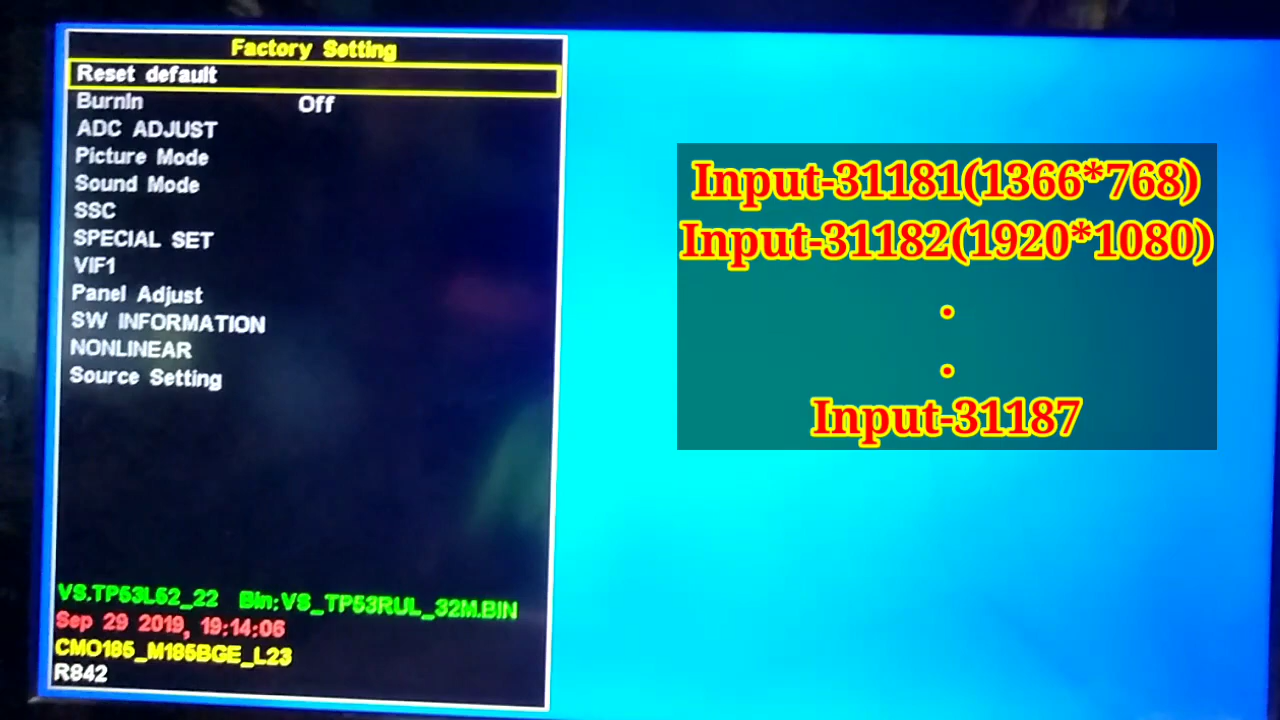 Factory Setting
Reset default
BurnIn Off
ADC ADJUST
Picture Mode
Sound Mode
SSC
SPECIAL SET
VIF1
Panel Adjust
SW INFORMATION
NONLINEAR
Source Setting
VS.TP53L52_22 Bin:VS_TP53RUL_32M.BIN
Sep 29 2019, 19:14:06
CMO185_M185BGE_L23
R842
Input-31181(1366*768)
Input-31182(1920*1080)
.
.
Input-31187